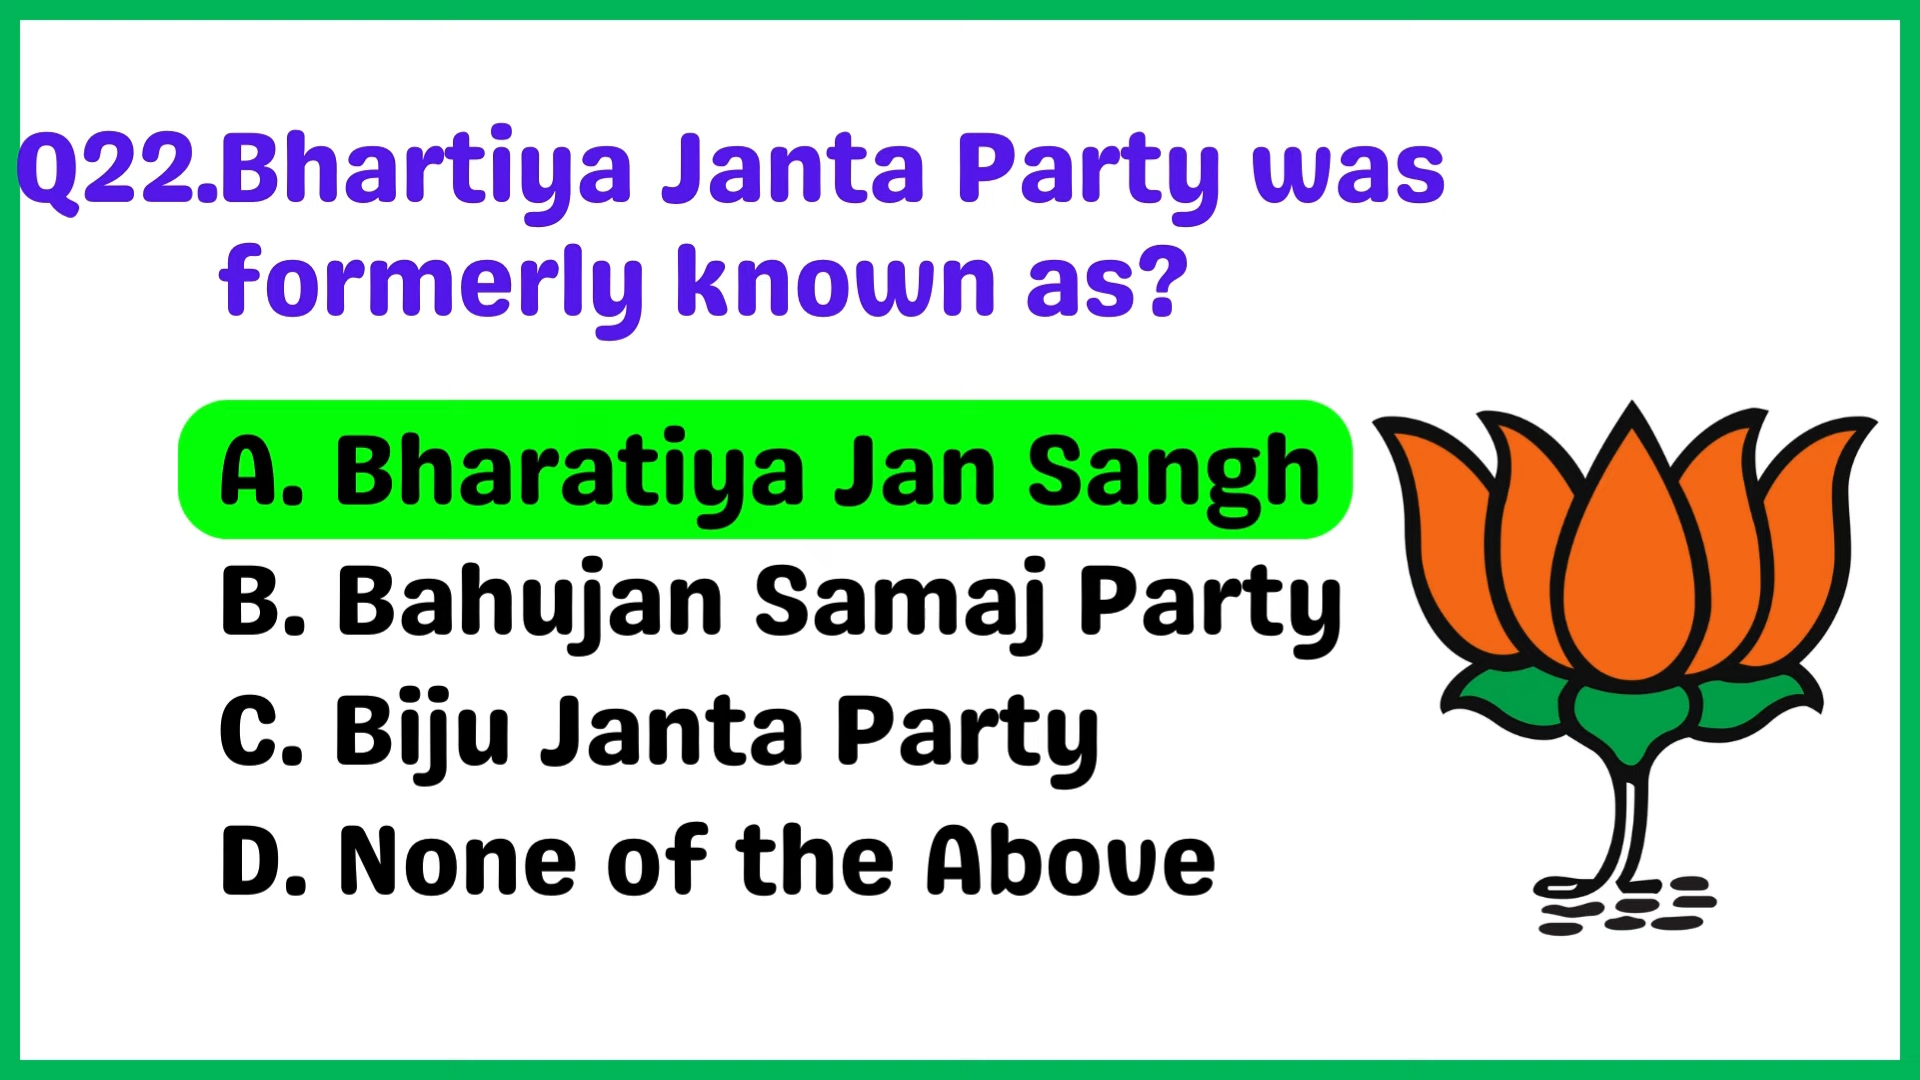 Q22.Bhartiya Janta Party was
formerly known as?
A. Bharatiya Jan Sangh
B. Bahujan Samaj Party
C. Biju Janta Party
D. None of the Above